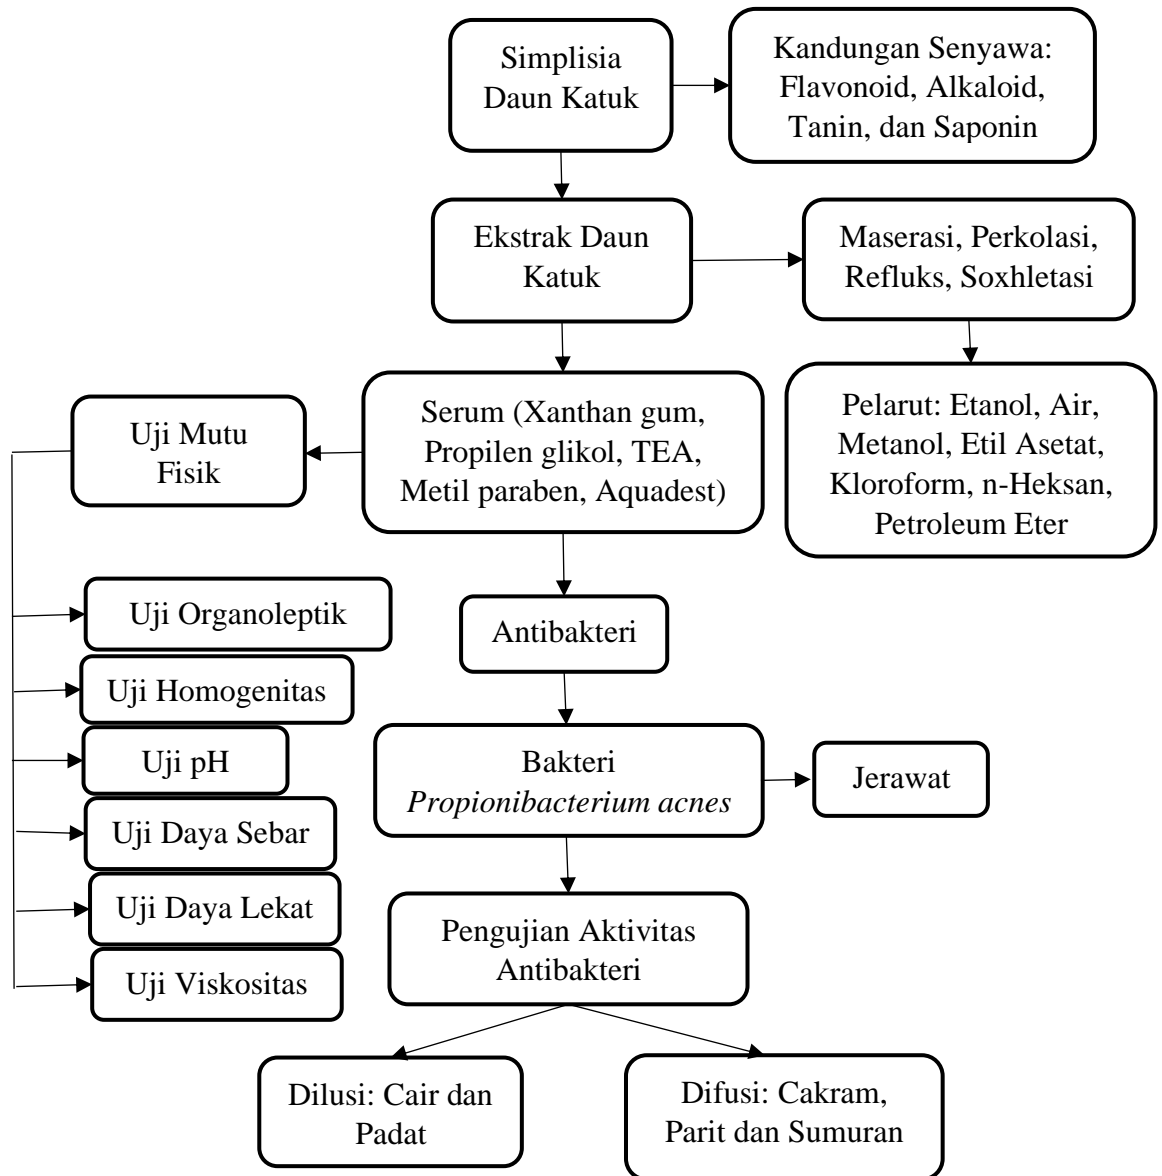 Simplisia
Daun Katuk
Kandungan Senyawa:
Flavonoid, Alkaloid,
Tanin, dan Saponin
Ekstrak Daun
Katuk
Maserasi, Perkolasi,
Refluks, Soxhletasi
Pelarut: Etanol, Air,
Metanol, Etil Asetat,
Kloroform, n-Heksan,
Petroleum Eter
Serum (Xanthan gum,
Propilen glikol, TEA,
Metil paraben, Aquadest)
Uji Mutu
Fisik
Uji Organoleptik
Uji Homogenitas
Uji pH
Uji Daya Sebar
Uji Daya Lekat
Uji Viskositas
Antibakteri
Bakteri
Propionibacterium acnes
Jerawat
Pengujian Aktivitas
Antibakteri
Dilusi: Cair dan
Padat
Difusi: Cakram,
Parit dan Sumuran